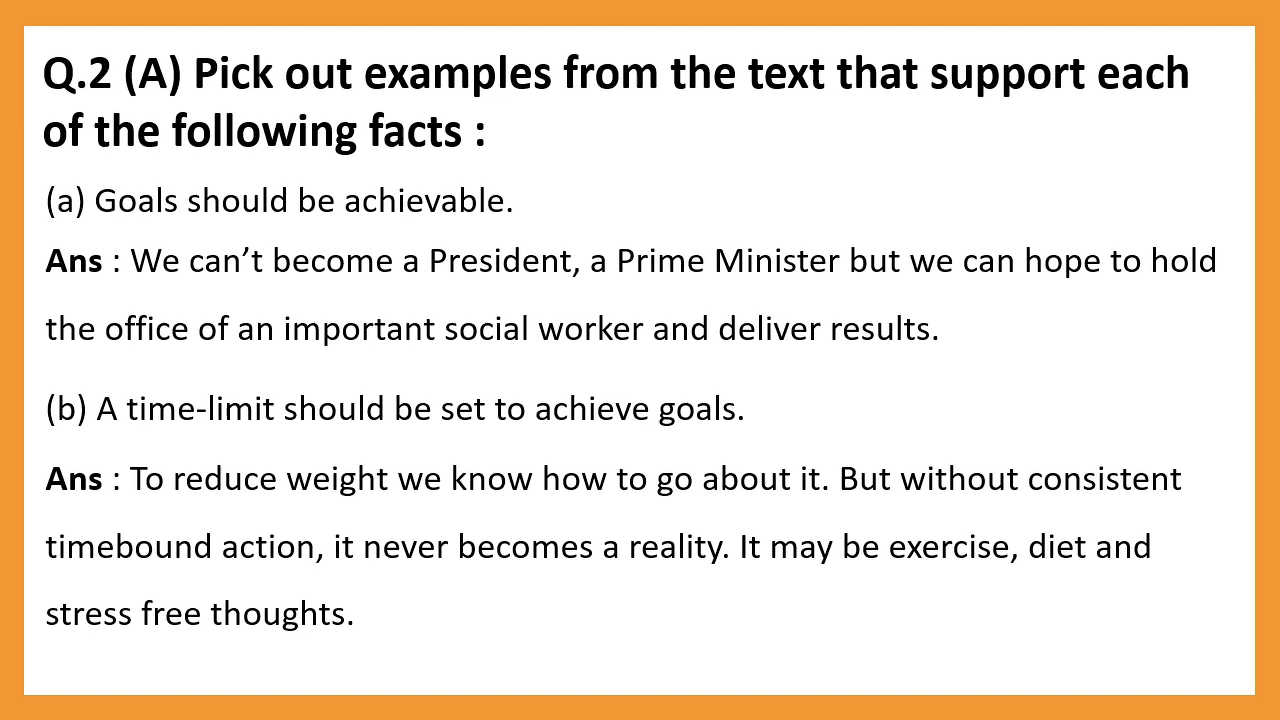 Q.2 (A) Pick out examples from the text that support each
of the following facts :
(a) Goals should be achievable.
Ans : We can’t become a President, a Prime Minister but we can hope to hold
the office of an important social worker and deliver results.
(b) A time-limit should be set to achieve goals.
Ans : To reduce weight we know how to go about it. But without consistent
timebound action, it never becomes a reality. It may be exercise, diet and
stress free thoughts.